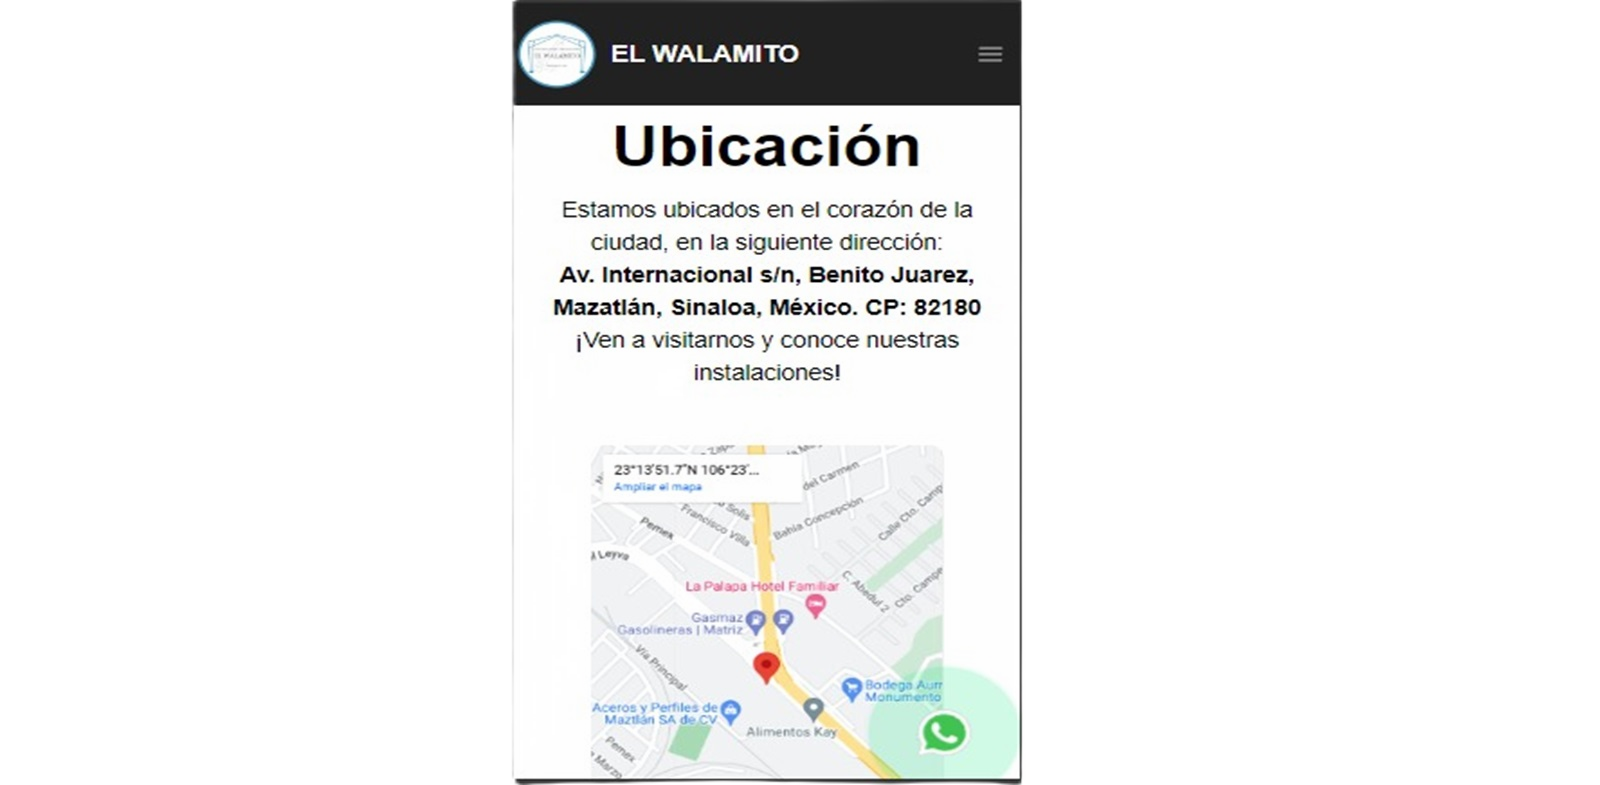 EL WALAMITO
EL WALAMITO
Ubicación
Estamos ubicados en el corazón de la
ciudad, en la siguiente dirección:
Av. Internacional s/n, Benito Juarez,
Mazatlán, Sinaloa, México. CP: 82180
¡Ven a visitarnos y conoce nuestras
instalaciones!
23°13'51.7"N 106°23'...
Ampliar el mapa
del Carmen
Solis
Francisco Villa
Bahía Concepción
Calle Cto. Camp
Pemex
Leyva
La Palapa Hotel Familiar
C. Abedul 2
Cto. Campe
Gasmaz
Gasolineras | Matriz
Vía Principal
Bodega Aurr
Monumento
Aceros y Perfiles de
Maztlán SA de CV
Alimentos Kay
Pemex
Marzo